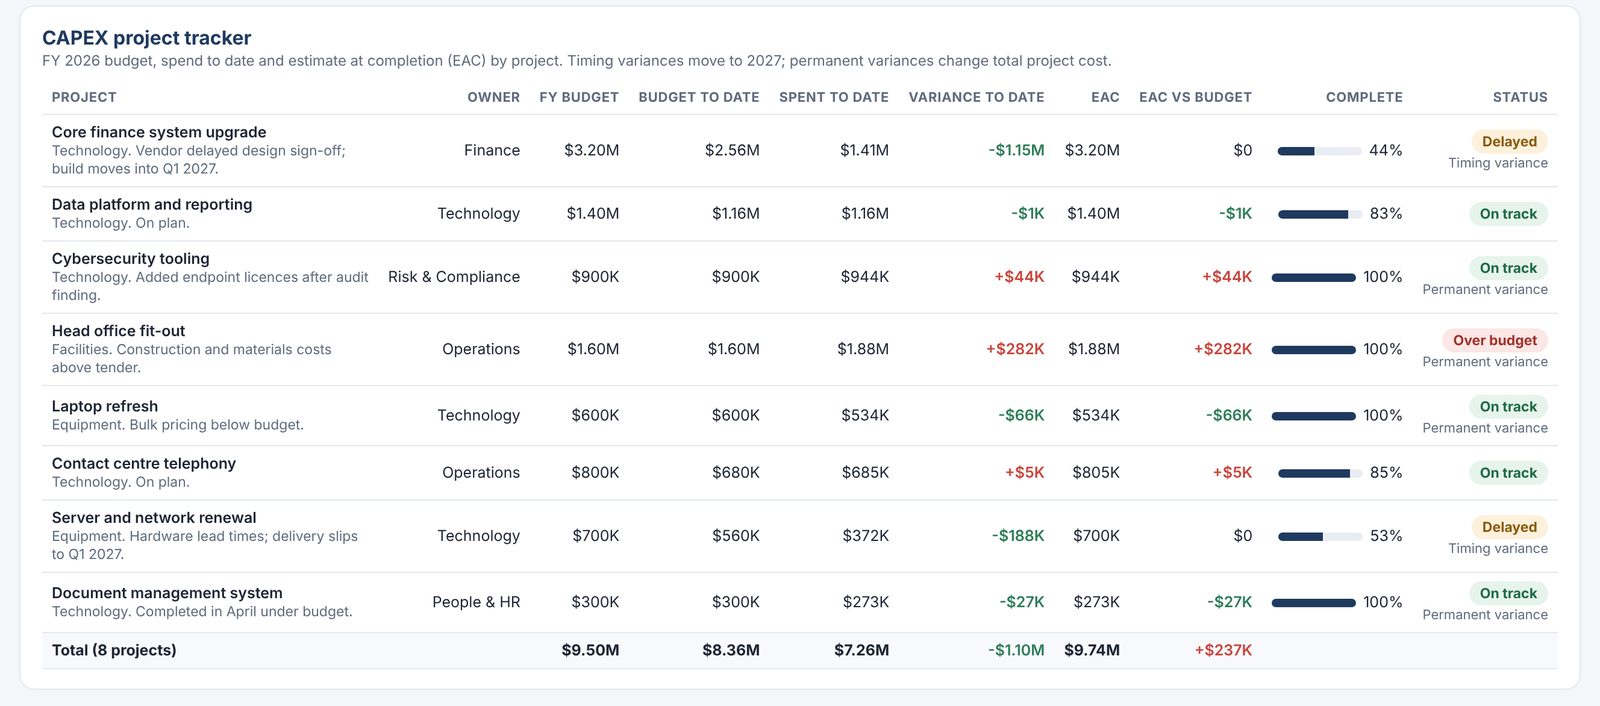 CAPEX project tracker
FY 2026 budget, spend to date and estimate at completion (EAC) by project. Timing variances move to 2027; permanent variances change total project cost.
PROJECT OWNER FY BUDGET BUDGET TO DATE SPENT TO DATE VARIANCE TO DATE EAC EAC VS BUDGET COMPLETE STATUS
Core finance system upgrade
Technology. Vendor delayed design sign-off;
build moves into Q1 2027.
Finance $3.20M $2.56M $1.41M -$1.15M $3.20M $0 44%
Delayed
Timing variance
Data platform and reporting
Technology. On plan.
Technology $1.40M $1.16M $1.16M -$1K $1.40M -$1K 83%
On track
Cybersecurity tooling
Technology. Added endpoint licences after audit
finding.
Risk & Compliance $900K $900K $944K +$44K $944K +$44K 100%
On track
Permanent variance
Head office fit-out
Facilities. Construction and materials costs
above tender.
Operations $1.60M $1.60M $1.88M +$282K $1.88M +$282K 100%
Over budget
Permanent variance
Laptop refresh
Equipment. Bulk pricing below budget.
Technology $600K $600K $534K -$66K $534K -$66K 100%
On track
Permanent variance
Contact centre telephony
Technology. On plan.
Operations $800K $680K $685K +$5K $805K +$5K 85%
On track
Server and network renewal
Equipment. Hardware lead times; delivery slips
to Q1 2027.
Technology $700K $560K $372K -$188K $700K $0 53%
Delayed
Timing variance
Document management system
Technology. Completed in April under budget.
People & HR $300K $300K $273K -$27K $273K -$27K 100%
On track
Permanent variance
Total (8 projects) $9.50M $8.36M $7.26M -$1.10M $9.74M +$237K